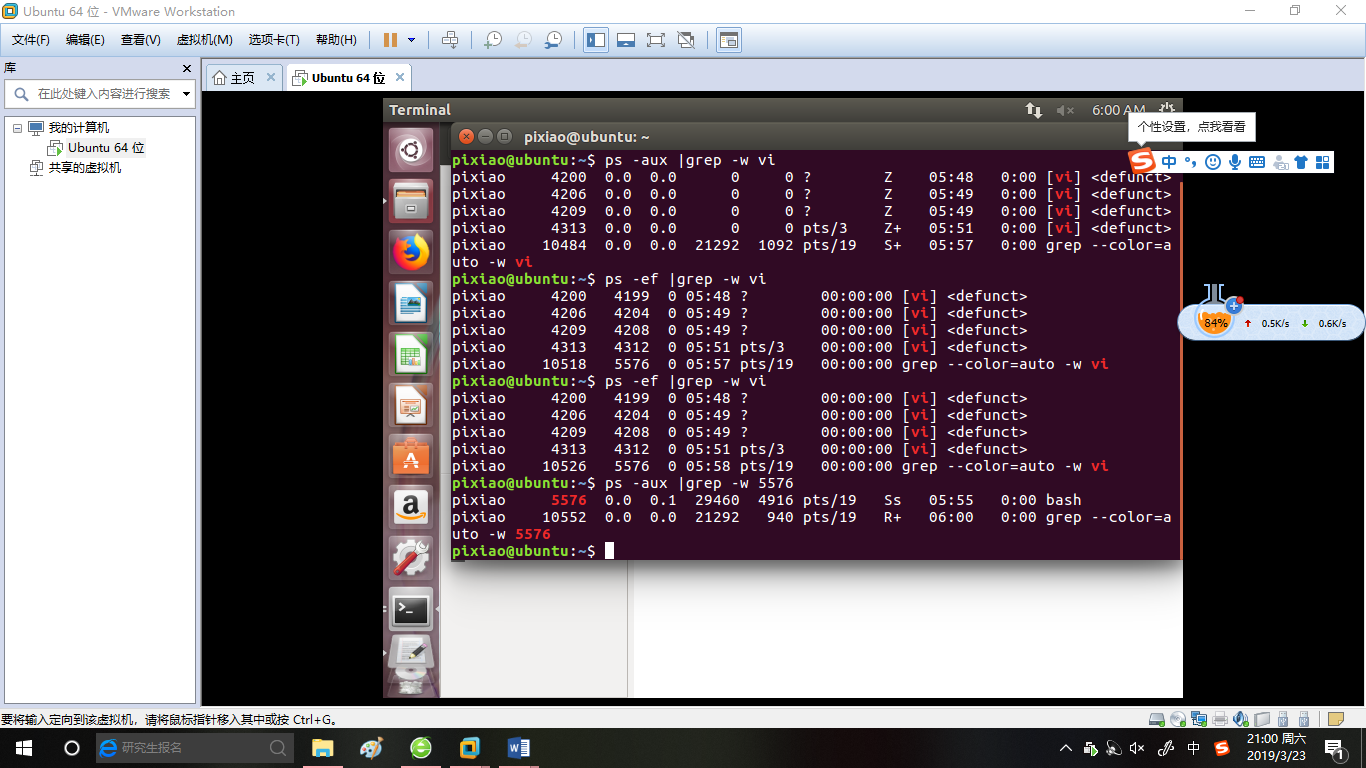 Ubuntu 64 位 - VMware Workstation
文件(F) 编辑(E) 查看(V) 虚拟机(M) 选项卡(T) 帮助(H)
库
在此处键入内容进行搜索
我的计算机
Ubuntu 64 位
共享的虚拟机
主页 Ubuntu 64 位
Terminal 6:00 AM
个性设置，点我看看
中
pixiao@ubuntu: ~
pixiao@ubuntu:~$ ps -aux |grep -w vi
pixiao 4200 0.0 0.0 0 0 ? Z 05:48 0:00 [vi] <defunct>
pixiao 4206 0.0 0.0 0 0 ? Z 05:49 0:00 [vi] <defunct>
pixiao 4209 0.0 0.0 0 0 ? Z 05:49 0:00 [vi] <defunct>
pixiao 4313 0.0 0.0 0 0 pts/3 Z+ 05:51 0:00 [vi] <defunct>
pixiao 10484 0.0 0.0 21292 1092 pts/19 S+ 05:57 0:00 grep --color=a
uto -w vi
pixiao@ubuntu:~$ ps -ef |grep -w vi
pixiao 4200 4199 0 05:48 ? 00:00:00 [vi] <defunct>
pixiao 4206 4204 0 05:49 ? 00:00:00 [vi] <defunct>
pixiao 4209 4208 0 05:49 ? 00:00:00 [vi] <defunct>
pixiao 4313 4312 0 05:51 pts/3 00:00:00 [vi] <defunct>
pixiao 10518 5576 0 05:57 pts/19 00:00:00 grep --color=auto -w vi
pixiao@ubuntu:~$ ps -ef |grep -w vi
pixiao 4200 4199 0 05:48 ? 00:00:00 [vi] <defunct>
pixiao 4206 4204 0 05:49 ? 00:00:00 [vi] <defunct>
pixiao 4209 4208 0 05:49 ? 00:00:00 [vi] <defunct>
pixiao 4313 4312 0 05:51 pts/3 00:00:00 [vi] <defunct>
pixiao 10526 5576 0 05:58 pts/19 00:00:00 grep --color=auto -w vi
pixiao@ubuntu:~$ ps -aux |grep -w 5576
pixiao 5576 0.0 0.1 29460 4916 pts/19 Ss 05:55 0:00 bash
pixiao 10552 0.0 0.0 21292 940 pts/19 R+ 06:00 0:00 grep --color=a
uto -w 5576
pixiao@ubuntu:~$
84% 0.5K/s 0.6K/s
要将输入定向到该虚拟机，请将鼠标指针移入其中或按 Ctrl+G。
研究生报名
中
21:00 周六
2019/3/23
1